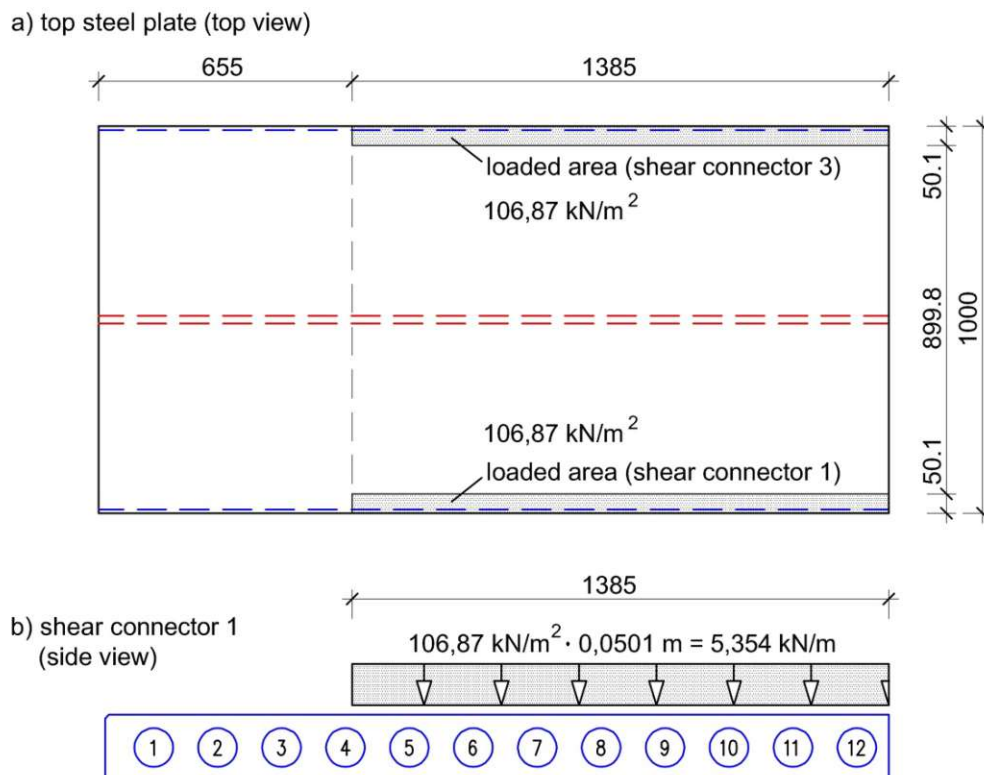 a) top steel plate (top view)
655
1385
loaded area (shear connector 3)
106,87 kN/m²
50.1
899.8
1000
106,87 kN/m²
loaded area (shear connector 1)
50.1
1385
b) shear connector 1
(side view)
106,87 kN/m² · 0,0501 m = 5,354 kN/m
1 2 3 4 5 6 7 8 9 10 11 12